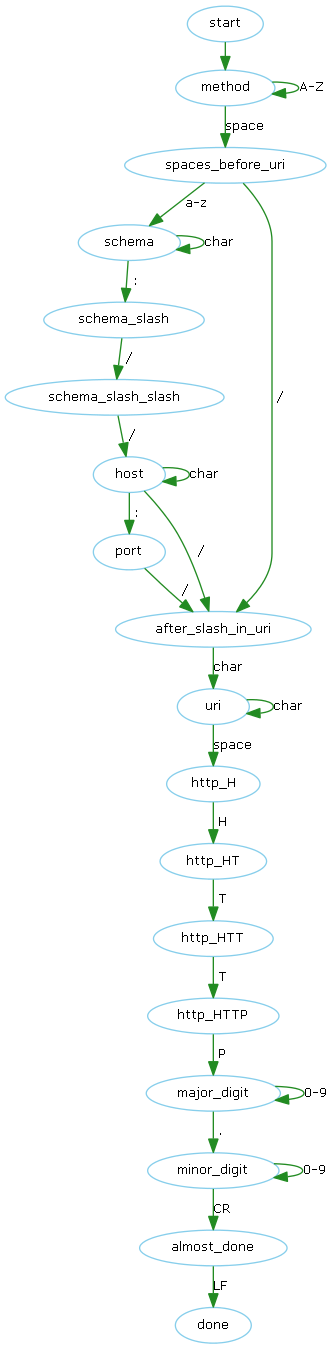 start
method
A-Z
space
spaces_before_uri
a-z
schema
char
:
schema_slash
/
/
schema_slash_slash
/
host
char
:
/
port
/
after_slash_in_uri
char
uri
char
space
http_H
H
http_HT
T
http_HTT
T
http_HTTP
P
major_digit
0-9
.
minor_digit
0-9
CR
almost_done
LF
done